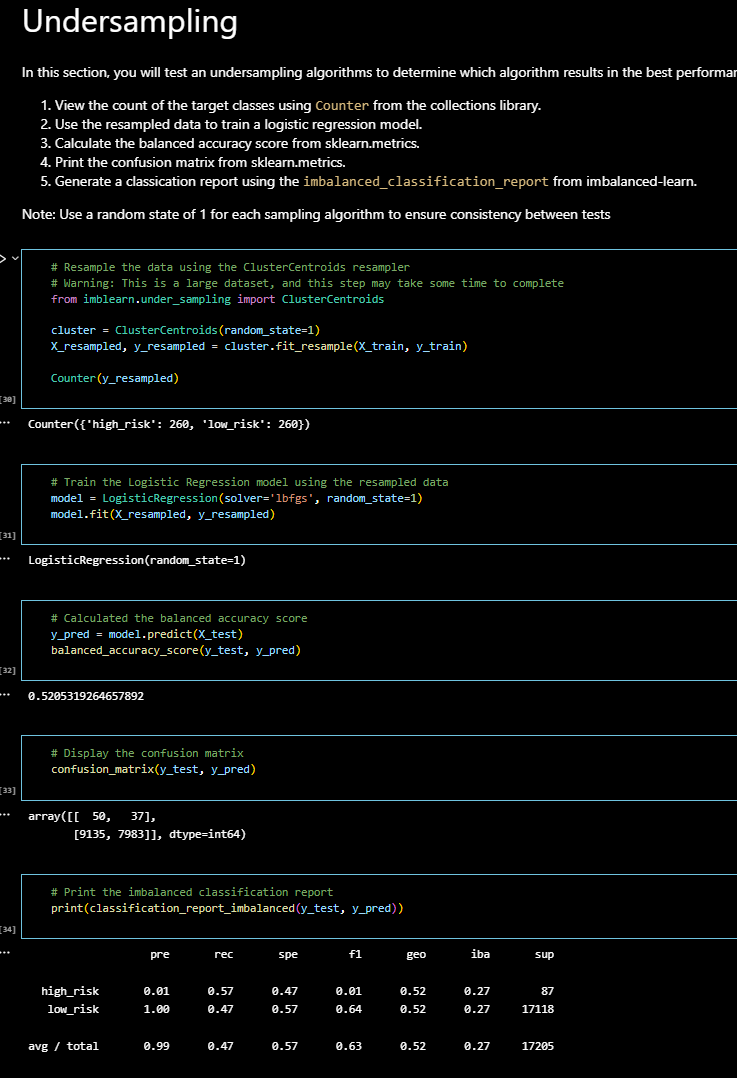 Undersampling
In this section, you will test an undersampling algorithms to determine which algorithm results in the best
1. View the count of the target classes using Counter from the collections library.
2. Use the resampled data to train a logistic regression model.
3. Calculate the balanced accuracy score from sklearn.metrics.
4. Print the confusion matrix from sklearn.metrics.
5. Generate a classication report using the imbalanced_classification_report from imbalanced-learn.
Note: Use a random state of 1 for each sampling algorithm to ensure consistency between tests
# Resample the data using the ClusterCentroids resampler
# Warning: This is a large dataset, and this step may take some time to complete
from imblearn.under_sampling import ClusterCentroids
cluster = ClusterCentroids(random_state=1)
X_resampled, y_resampled = cluster.fit_resample(X_train, y_train)
Counter(y_resampled)
[30]
... Counter({'high_risk': 260, 'low_risk': 260})
# Train the Logistic Regression model using the resampled data
model = LogisticRegression(solver='lbfgs', random_state=1)
model.fit(X_resampled, y_resampled)
[31]
... LogisticRegression(random_state=1)
# Calculated the balanced accuracy score
y_pred = model.predict(X_test)
balanced_accuracy_score(y_test, y_pred)
[32]
... 0.5205319264657892
# Display the confusion matrix
confusion_matrix(y_test, y_pred)
[33]
... array([[  50,   37],
[9135, 7983]], dtype=int64)
# Print the imbalanced classification report
print(classification_report_imbalanced(y_test, y_pred))
[34]
... pre rec spe f1 geo iba sup
high_risk 0.01 0.57 0.47 0.01 0.52 0.27 87
low_risk 1.00 0.47 0.57 0.64 0.52 0.27 17118
avg / total 0.99 0.47 0.57 0.63 0.52 0.27 17205